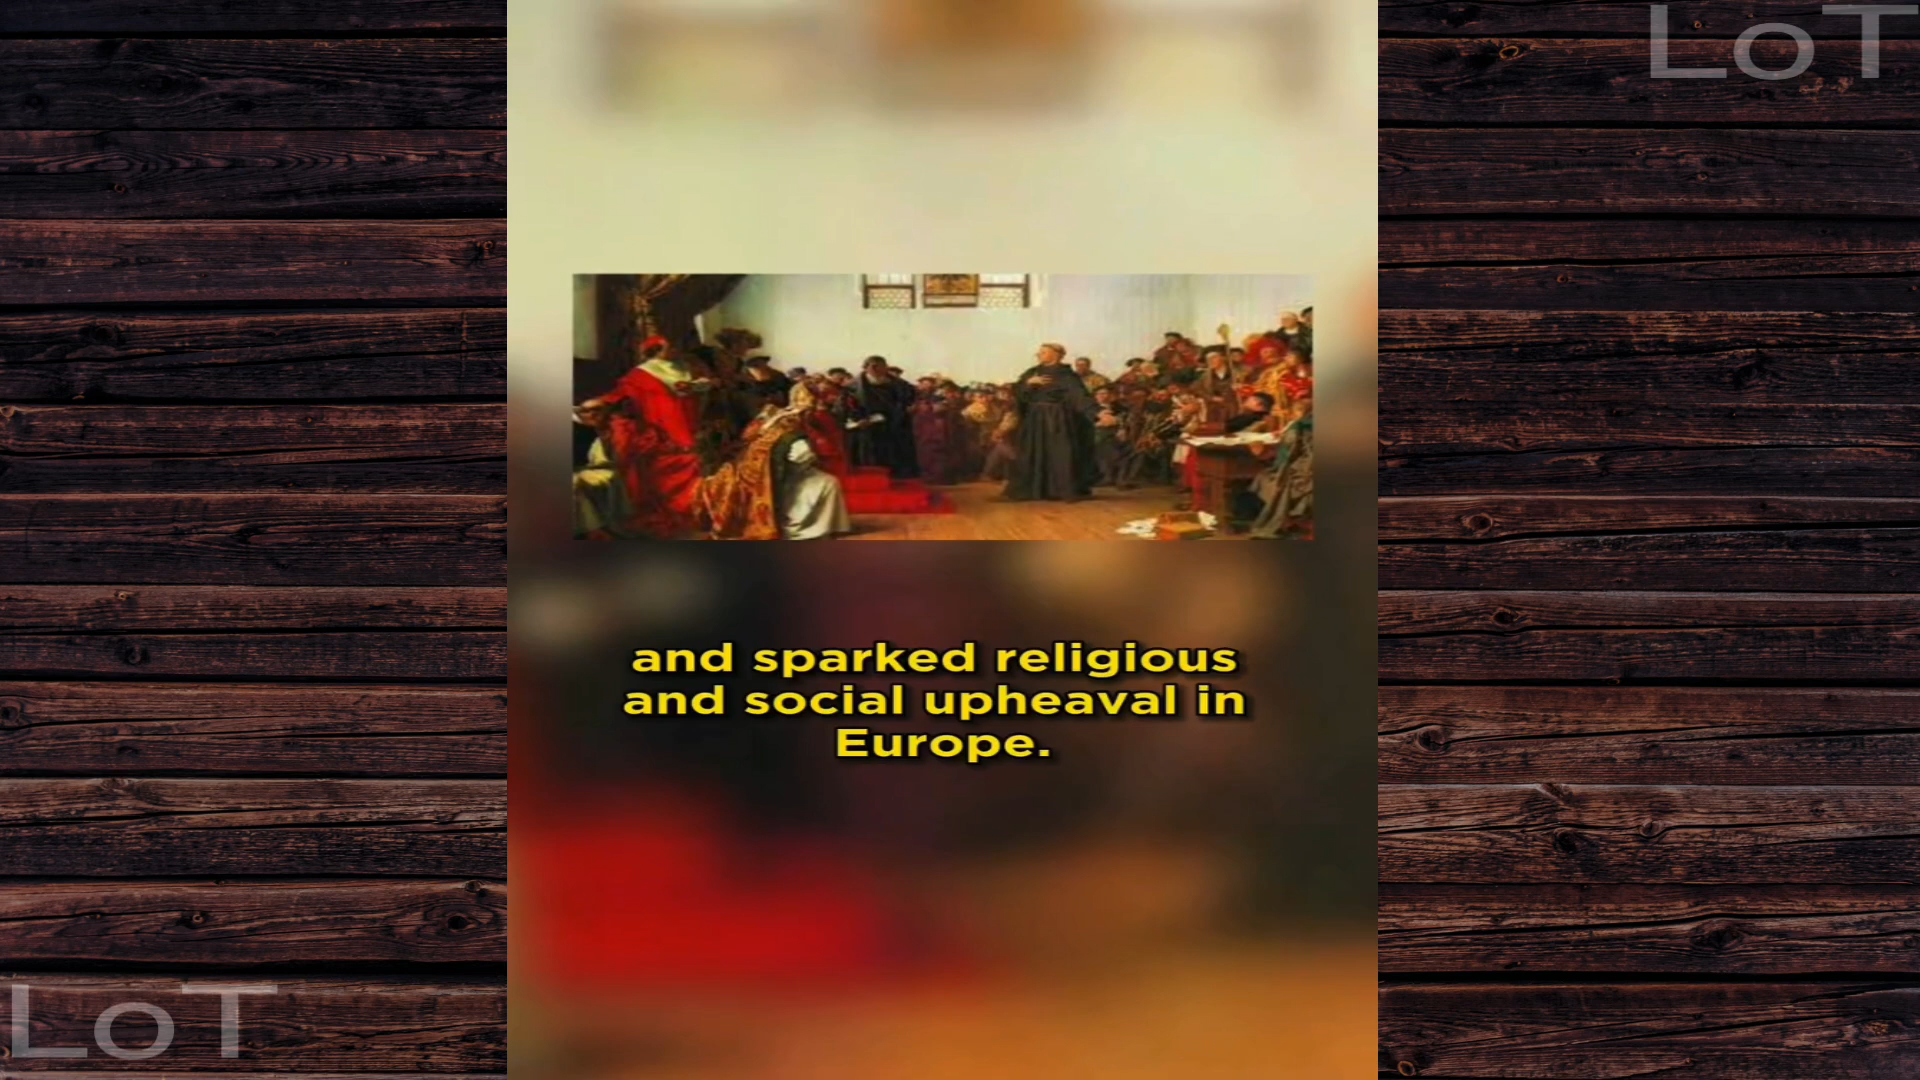 LoT
and sparked religious
and social upheaval in
Europe.
LoT